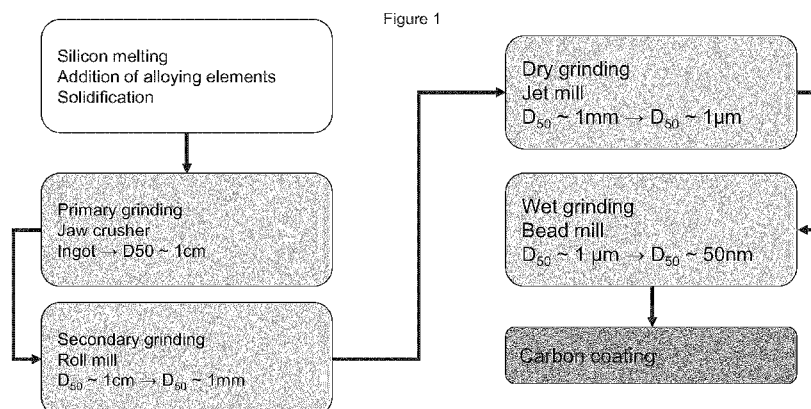 Figure 1
Silicon melting
Addition of alloying elements
Solidification
Primary grinding
Jaw crusher
Ingot → D50 ~ 1cm
Secondary grinding
Roll mill
D₅₀ ~ 1cm → D₅₀ ~ 1mm
Dry grinding
Jet mill
D₅₀ ~ 1mm → D₅₀ ~ 1µm
Wet grinding
Bead mill
D₅₀ ~ 1 µm → D₅₀ ~ 50nm
Carbon coating